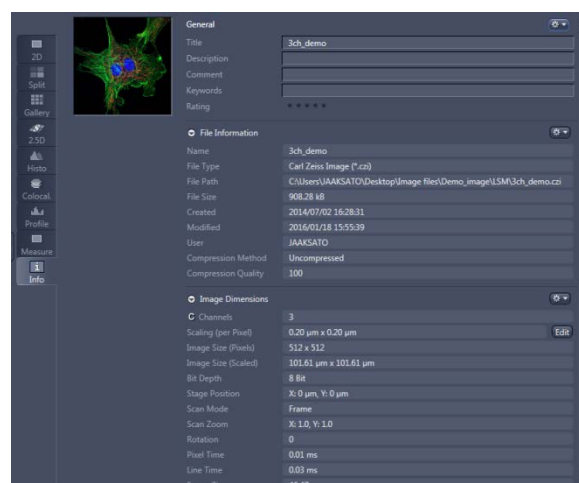 General
Title 3ch_demo
2D
Description
Comment
Split
Keywords
Rating
Gallery
2.5D
File Information
Name 3ch_demo
Histo
File Type Carl Zeiss Image (*.czi)
File Path C:\Users\JAAKSATO\Desktop\Image files\Demo_image\LSM\3ch_demo.czi
Colocal.
File Size 908.28 kB
Created 2014/07/02 16:28:31
Profile
Modified 2016/01/18 15:55:39
User JAAKSATO
Measure
Compression Method Uncompressed
Compression Quality 100
Info
Image Dimensions
C Channels 3
Scaling (per Pixel) 0.20 µm x 0.20 µm Edit
Image Size (Pixels) 512 x 512
Image Size (Scaled) 101.61 µm x 101.61 µm
Bit Depth 8 Bit
Stage Position X: 0 µm, Y: 0 µm
Scan Mode Frame
Scan Zoom X: 1.0, Y: 1.0
Rotation 0
Pixel Time 0.01 ms
Line Time 0.03 ms